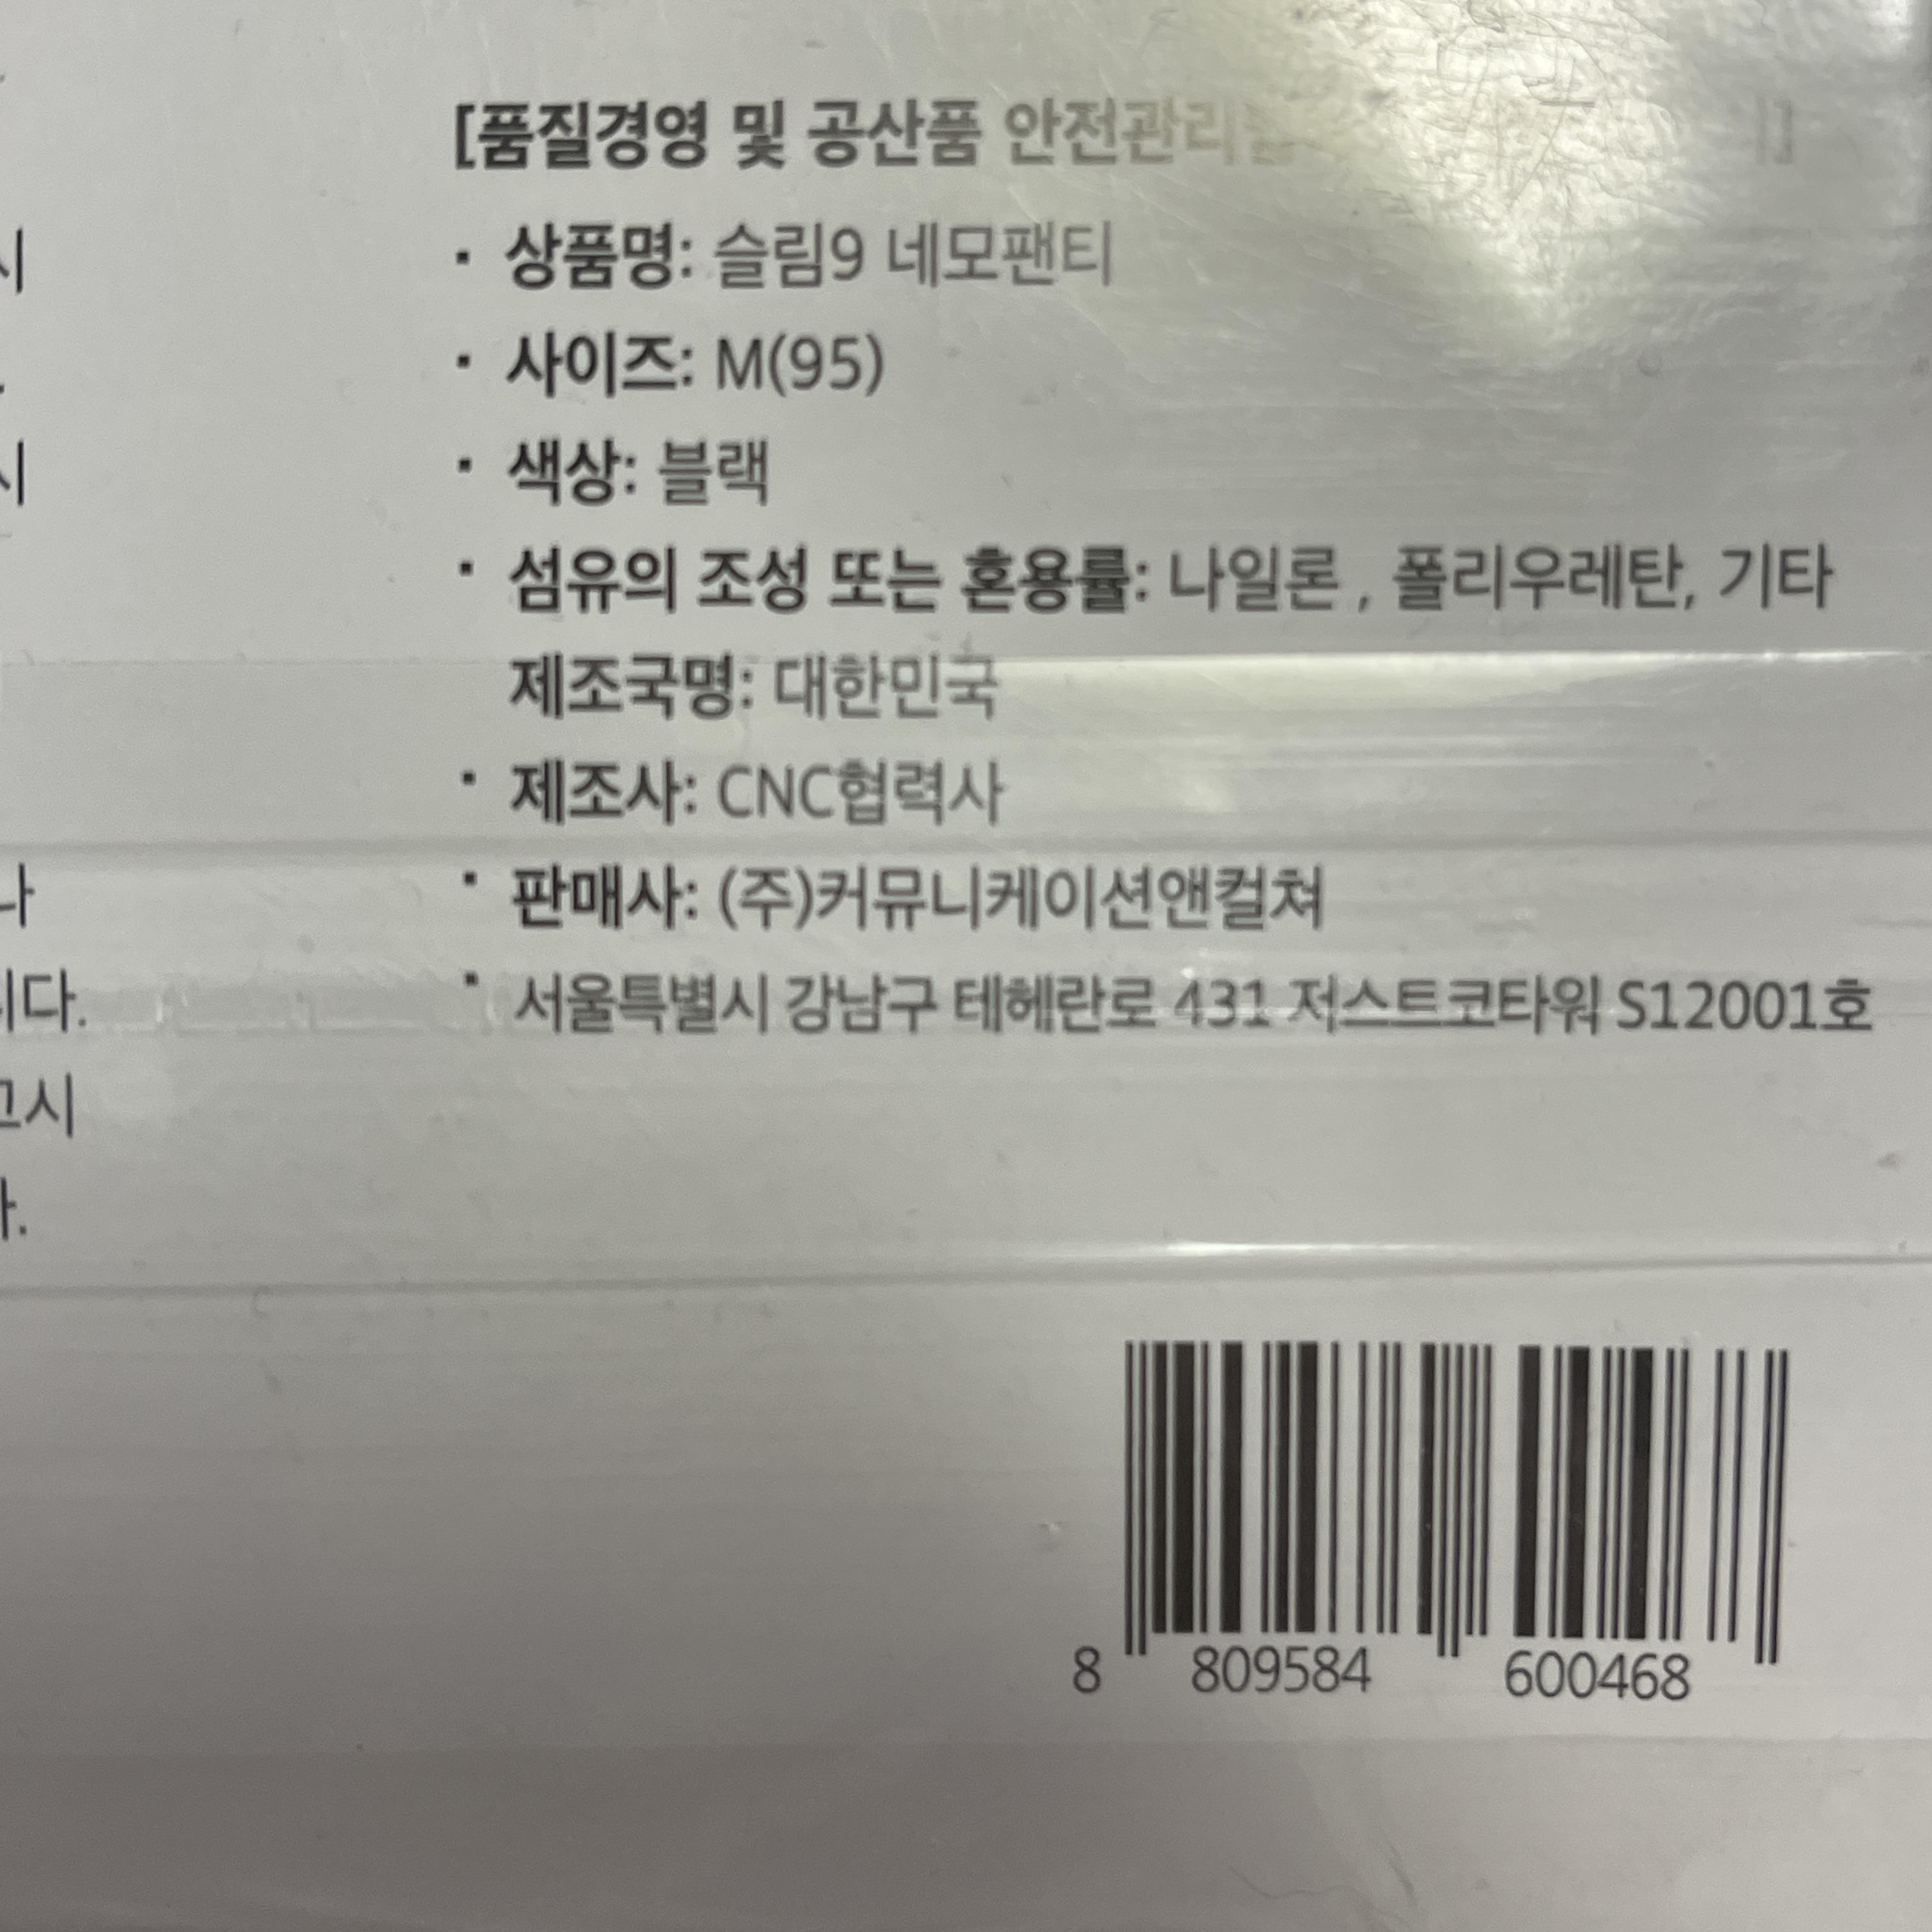 [품질경영 및 공산품 안전관리
· 상품명: 슬림9 네모팬티
· 사이즈: M(95)
· 색상: 블랙
· 섬유의 조성 또는 혼용률: 나일론 , 폴리우레탄, 기타
제조국명: 대한민국
· 제조사: CNC협력사
· 판매사: (주)커뮤니케이션앤컬쳐
· 서울특별시 강남구 테헤란로 431 저스트코타워 S12001호
시
시
나
고시
8 809584 600468